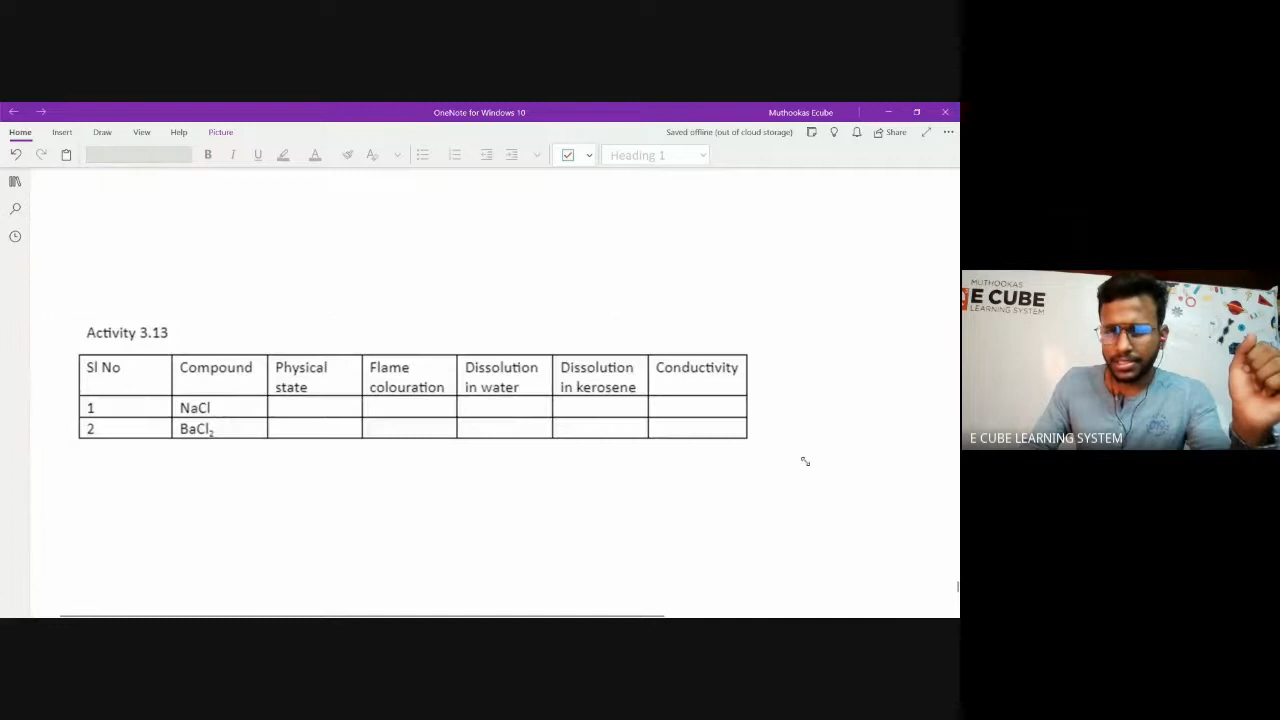 OneNote for Windows 10
Muthookas Ecube
Home Insert Draw View Help Picture
Saved offline (out of cloud storage)
Share
B I U A
Heading 1
Activity 3.13
Sl No Compound Physical state Flame colouration Dissolution in water Dissolution in kerosene Conductivity
1 NaCl
2 BaCl₂
MUTHOOKAS
E CUBE
LEARNING SYSTEM
E CUBE LEARNING SYSTEM